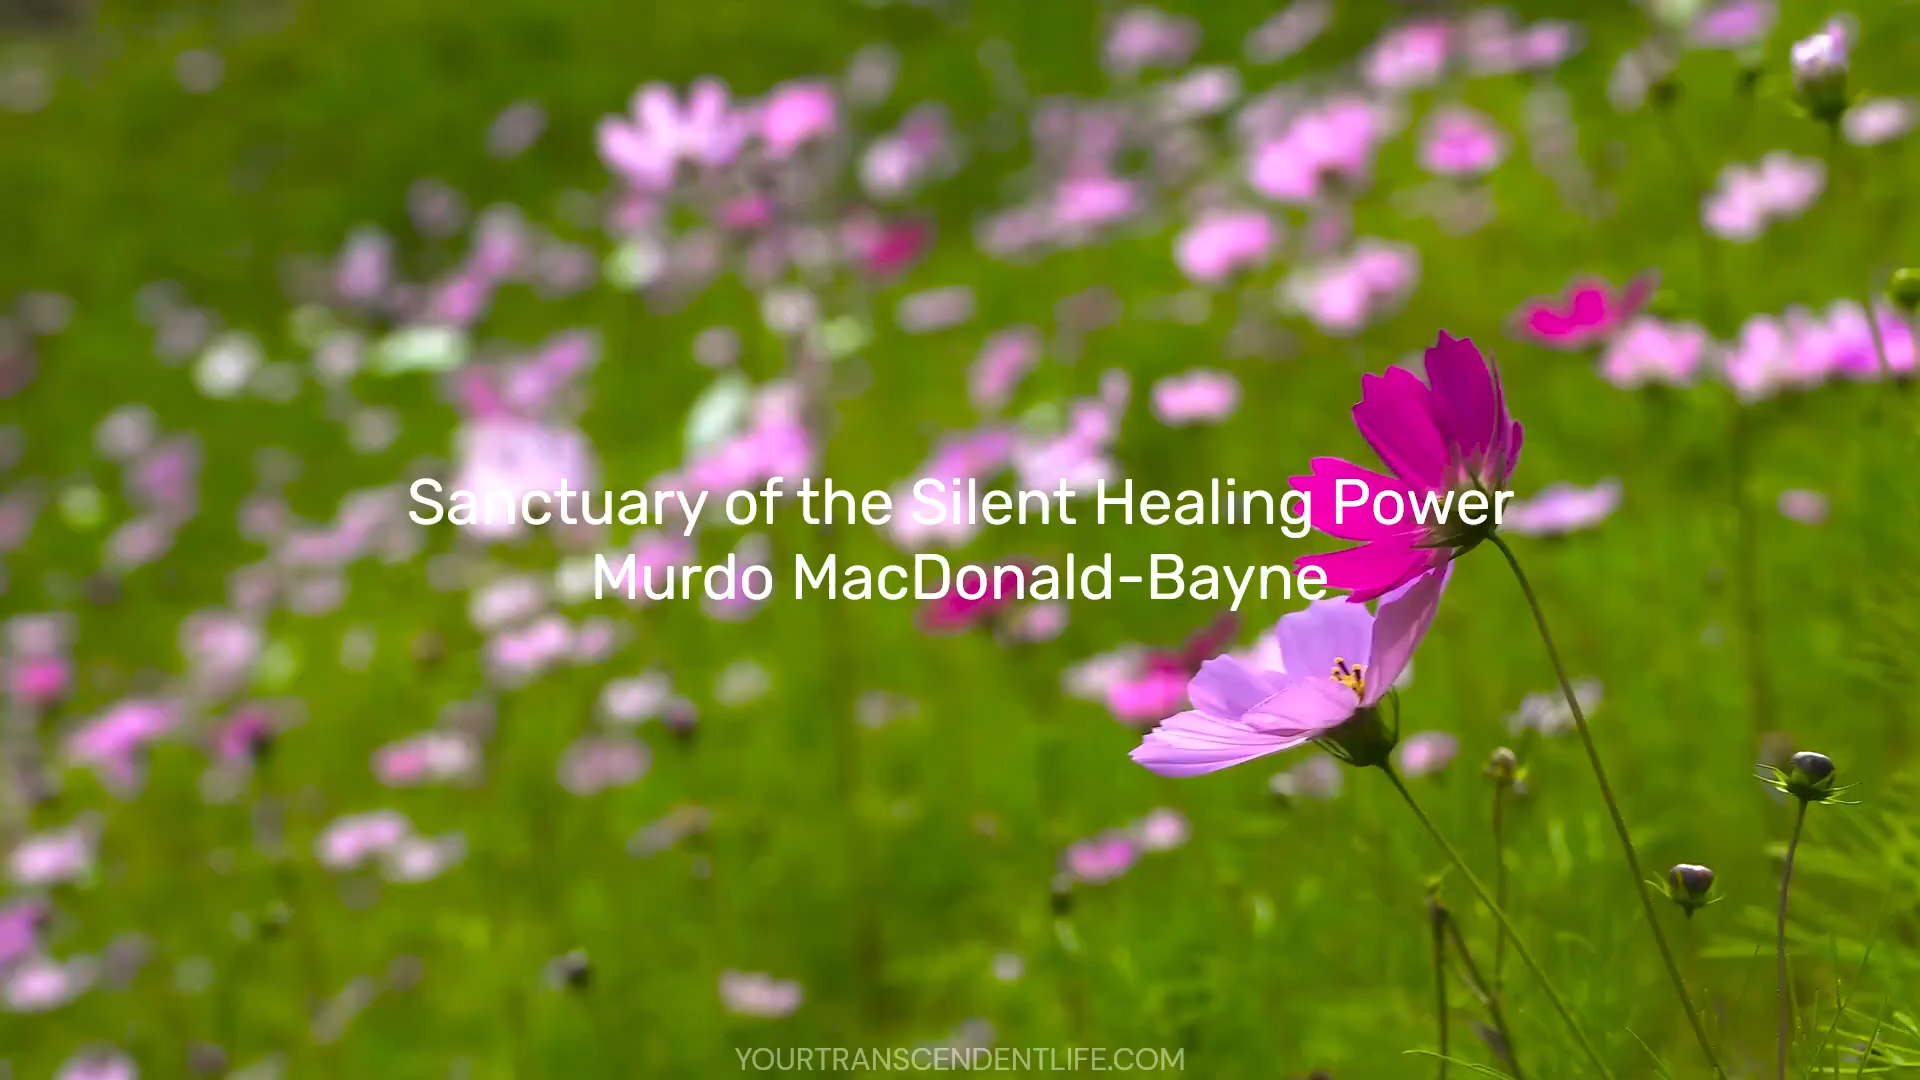 Sanctuary of the Silent Healing Power
Murdo MacDonald-Bayne
YOURTRANSCENDENTLIFE.COM